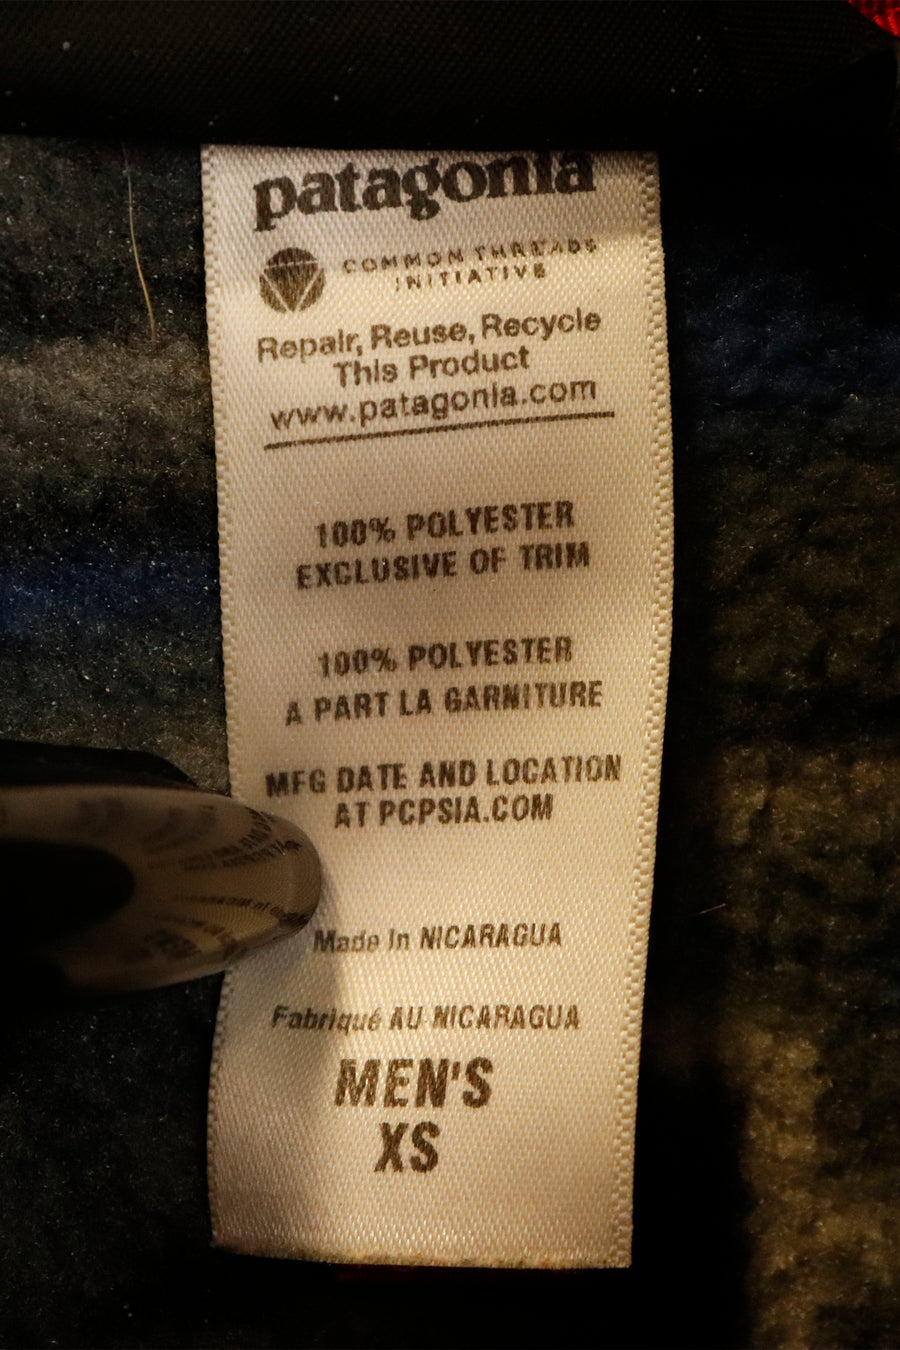 patagonia
COMMON THREADS
INITIATIVE
Repair, Reuse, Recycle
This Product
www.patagonia.com
100% POLYESTER
EXCLUSIVE OF TRIM
100% POLYESTER
A PART LA GARNITURE
MFG DATE AND LOCATION
AT PCPSIA.COM
Made in NICARAGUA
Fabriqué AU NICARAGUA
MEN'S
XS